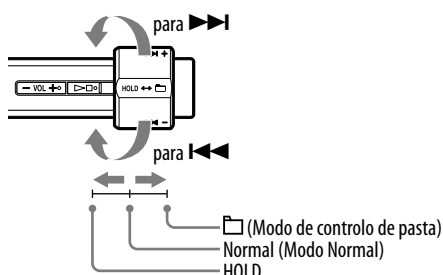 para ►►I
►I +
– VOL +
HOLD ↔
I◄ –
para I◄◄
(Modo de controlo de pasta)
Normal (Modo Normal)
HOLD